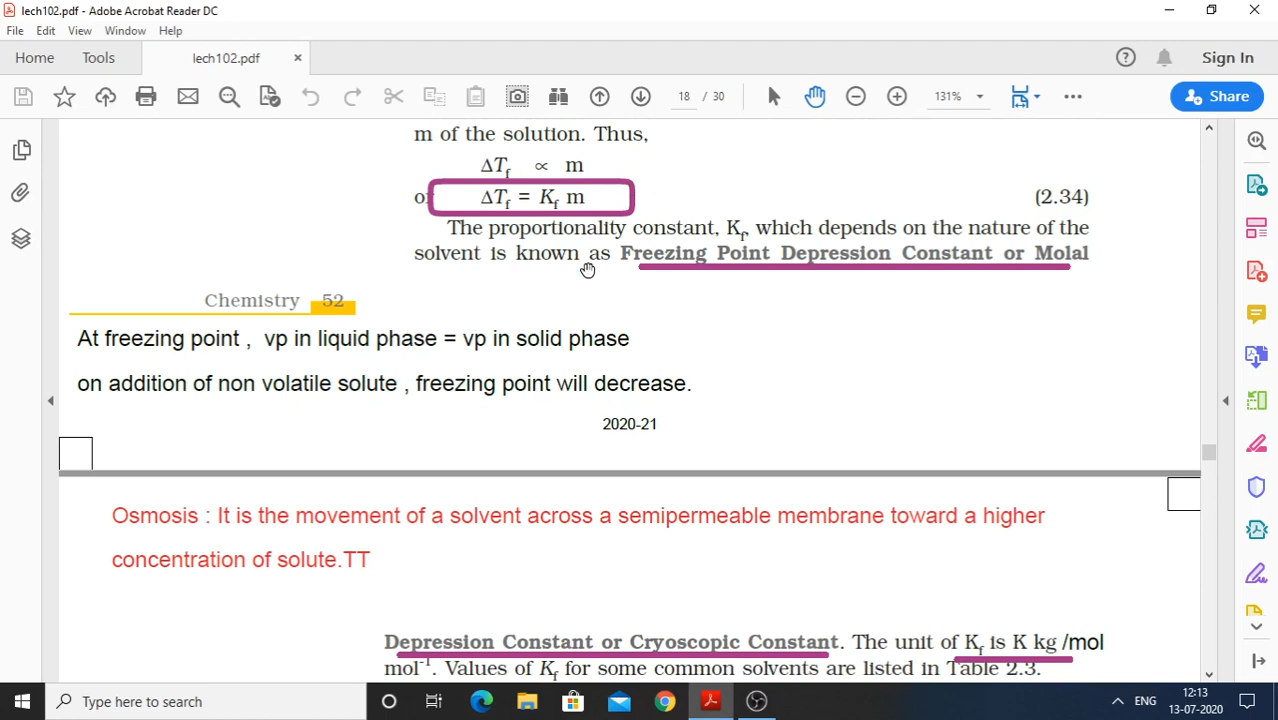 lech102.pdf - Adobe Acrobat Reader DC
File Edit View Window Help
Home Tools lech102.pdf × Sign In
18 / 30 131% Share
m of the solution. Thus,
ΔTf ∝ m
or ΔTf = Kf m (2.34)
The proportionality constant, Kf, which depends on the nature of the
solvent is known as Freezing Point Depression Constant or Molal
Chemistry 52
At freezing point , vp in liquid phase = vp in solid phase
on addition of non volatile solute , freezing point will decrease.
2020-21
Osmosis : It is the movement of a solvent across a semipermeable membrane toward a higher
concentration of solute.TT
Depression Constant or Cryoscopic Constant. The unit of Kf is K kg /mol
mol-1. Values of Kf for some common solvents are listed in Table 2.3.
Type here to search ENG 12:13
13-07-2020